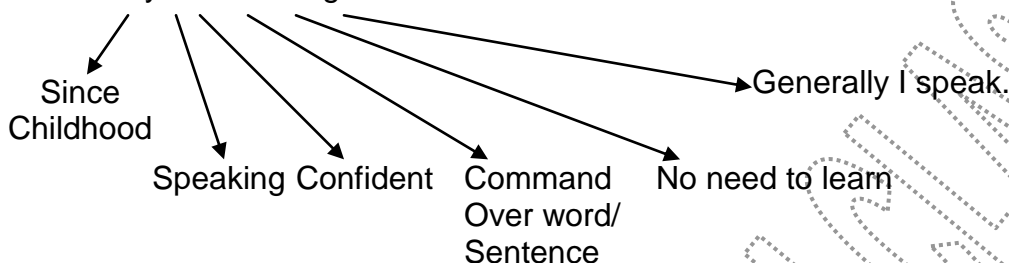 Generally I speak.
Since
Childhood
Speaking Confident Command No need to learn
Over word/
Sentence